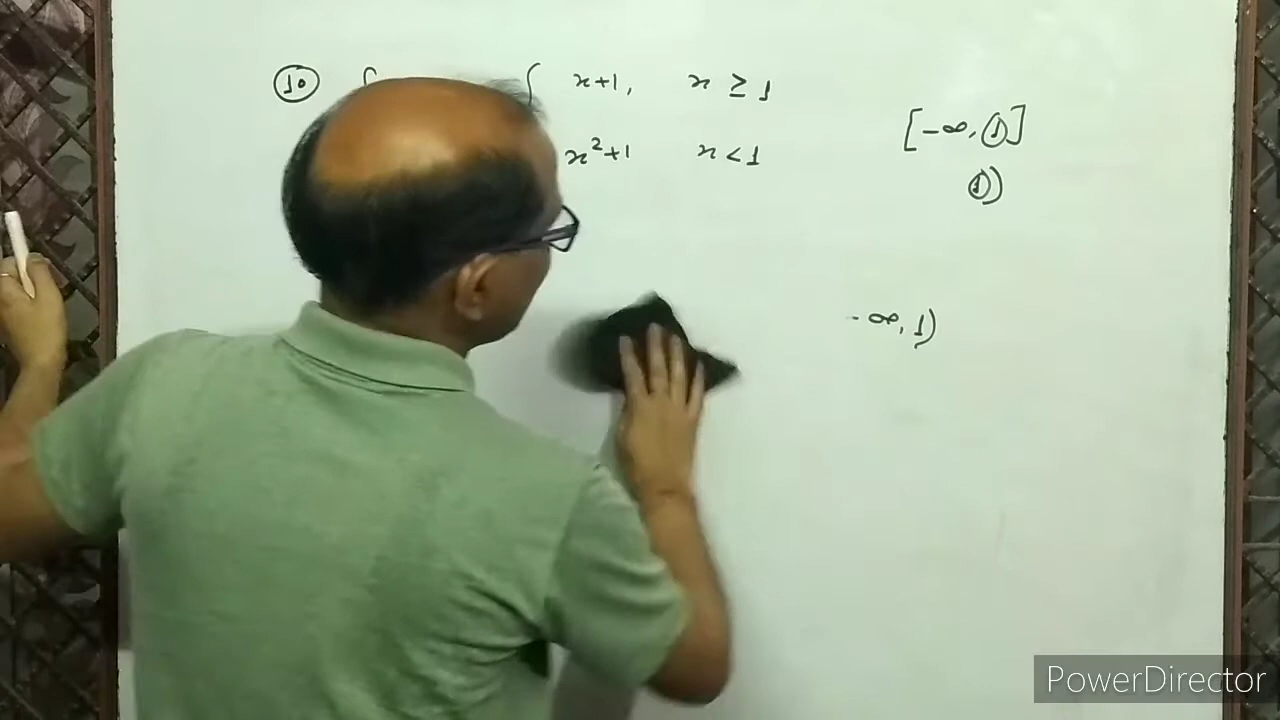 10 { x+1, x ≥ 1
x²+1 x < 1
[-∞, 1]
1)
-∞, 1)
PowerDirector